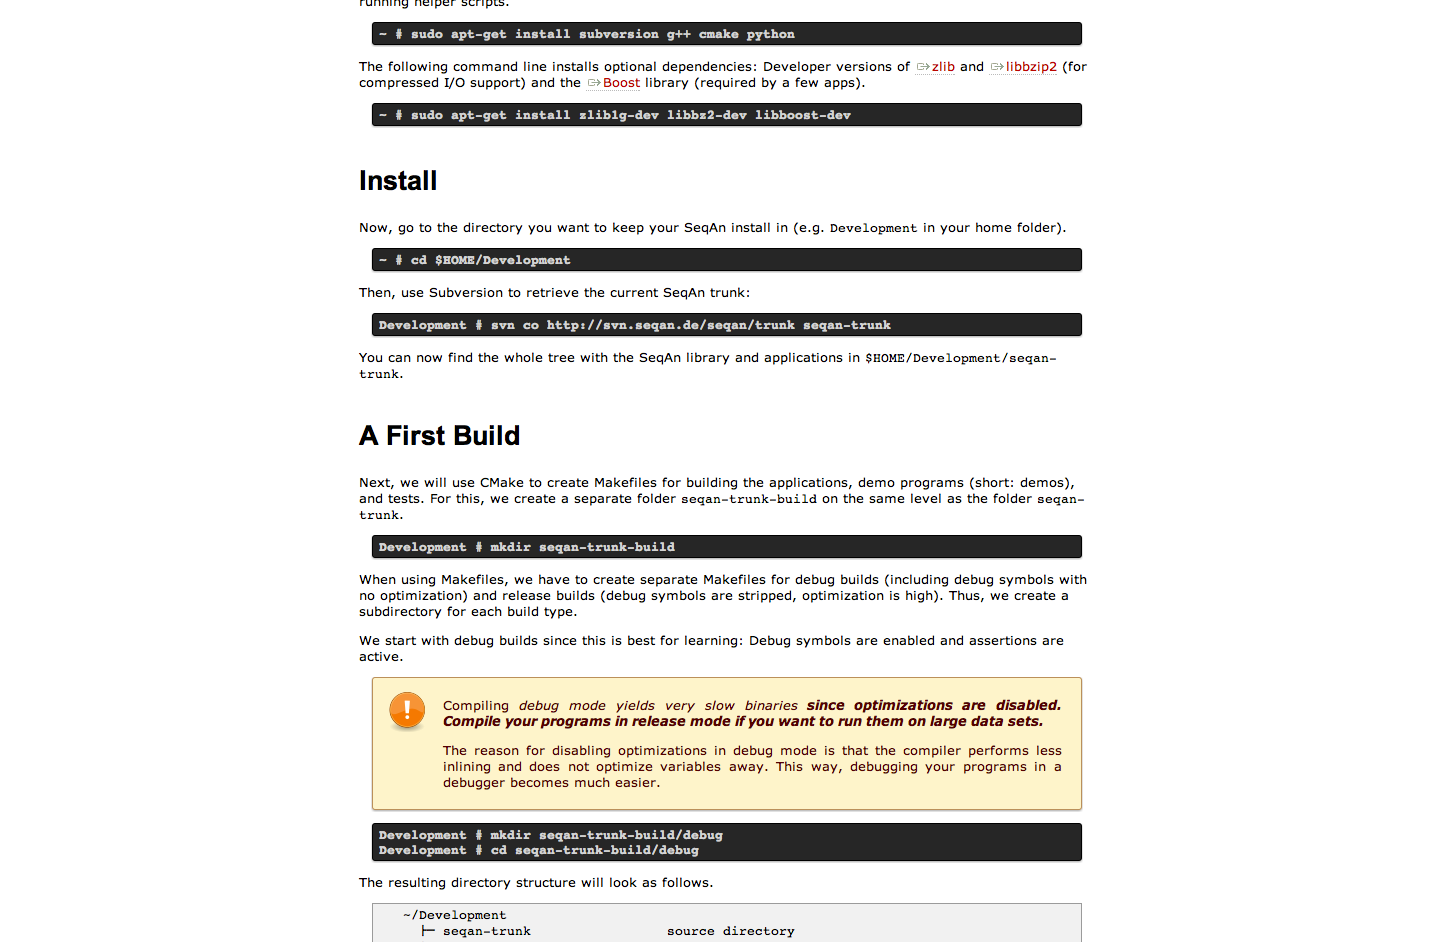 running helper scripts.
~ # sudo apt-get install subversion g++ cmake python
The following command line installs optional dependencies: Developer versions of zlib and libbzip2 (for
compressed I/O support) and the Boost library (required by a few apps).
~ # sudo apt-get install zlib1g-dev libbz2-dev libboost-dev
Install
Now, go to the directory you want to keep your SeqAn install in (e.g. Development in your home folder).
~ # cd $HOME/Development
Then, use Subversion to retrieve the current SeqAn trunk:
Development # svn co http://svn.seqan.de/seqan/trunk seqan-trunk
You can now find the whole tree with the SeqAn library and applications in $HOME/Development/seqan-
trunk.
A First Build
Next, we will use CMake to create Makefiles for building the applications, demo programs (short: demos),
and tests. For this, we create a separate folder seqan-trunk-build on the same level as the folder seqan-
trunk.
Development # mkdir seqan-trunk-build
When using Makefiles, we have to create separate Makefiles for debug builds (including debug symbols with
no optimization) and release builds (debug symbols are stripped, optimization is high). Thus, we create a
subdirectory for each build type.
We start with debug builds since this is best for learning: Debug symbols are enabled and assertions are
active.
Compiling debug mode yields very slow binaries since optimizations are disabled.
Compile your programs in release mode if you want to run them on large data sets.
The reason for disabling optimizations in debug mode is that the compiler performs less
inlining and does not optimize variables away. This way, debugging your programs in a
debugger becomes much easier.
Development # mkdir seqan-trunk-build/debug
Development # cd seqan-trunk-build/debug
The resulting directory structure will look as follows.
~/Development
├─ seqan-trunk source directory